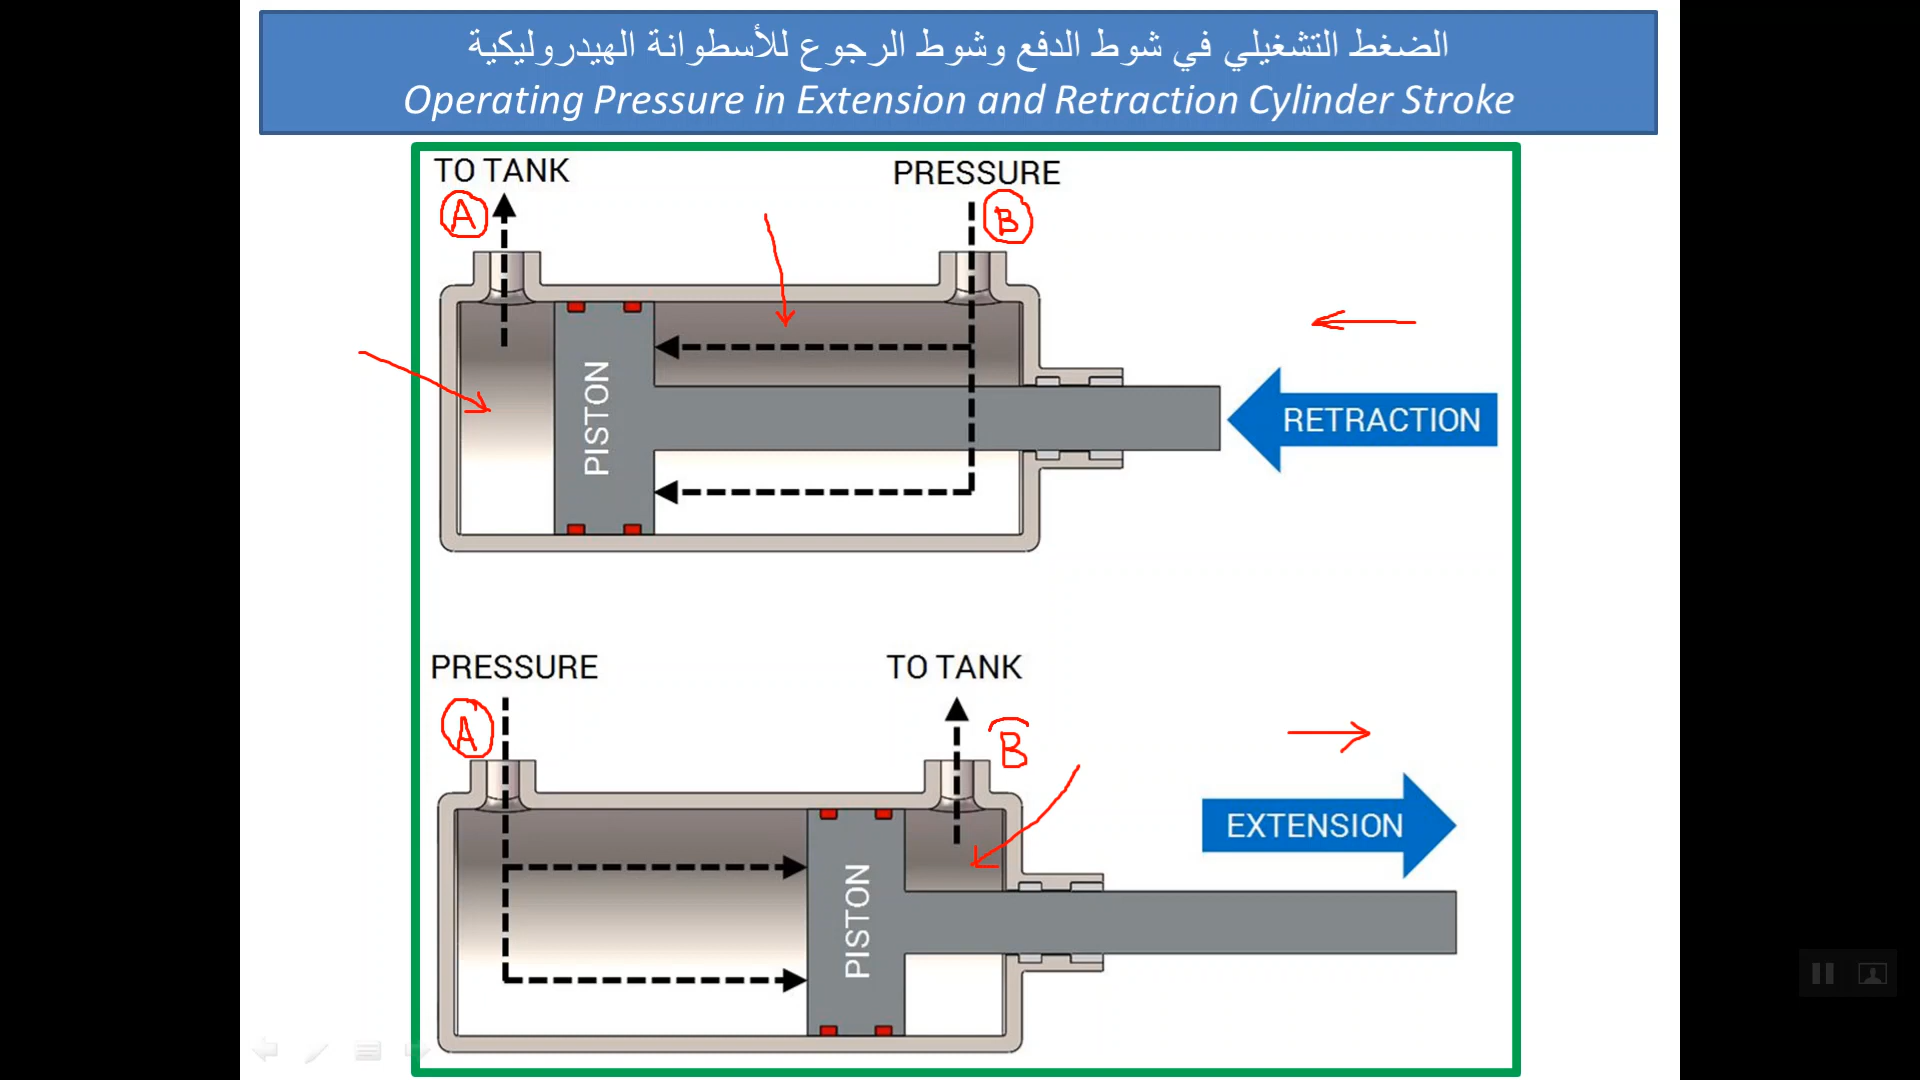 الضغط التشغيلي في شوط الدفع وشوط الرجوع للأسطوانة الهيدروليكية
Operating Pressure in Extension and Retraction Cylinder Stroke
TO TANK
PRESSURE
A
B
PISTON
RETRACTION
PRESSURE
TO TANK
A
B
EXTENSION
PISTON